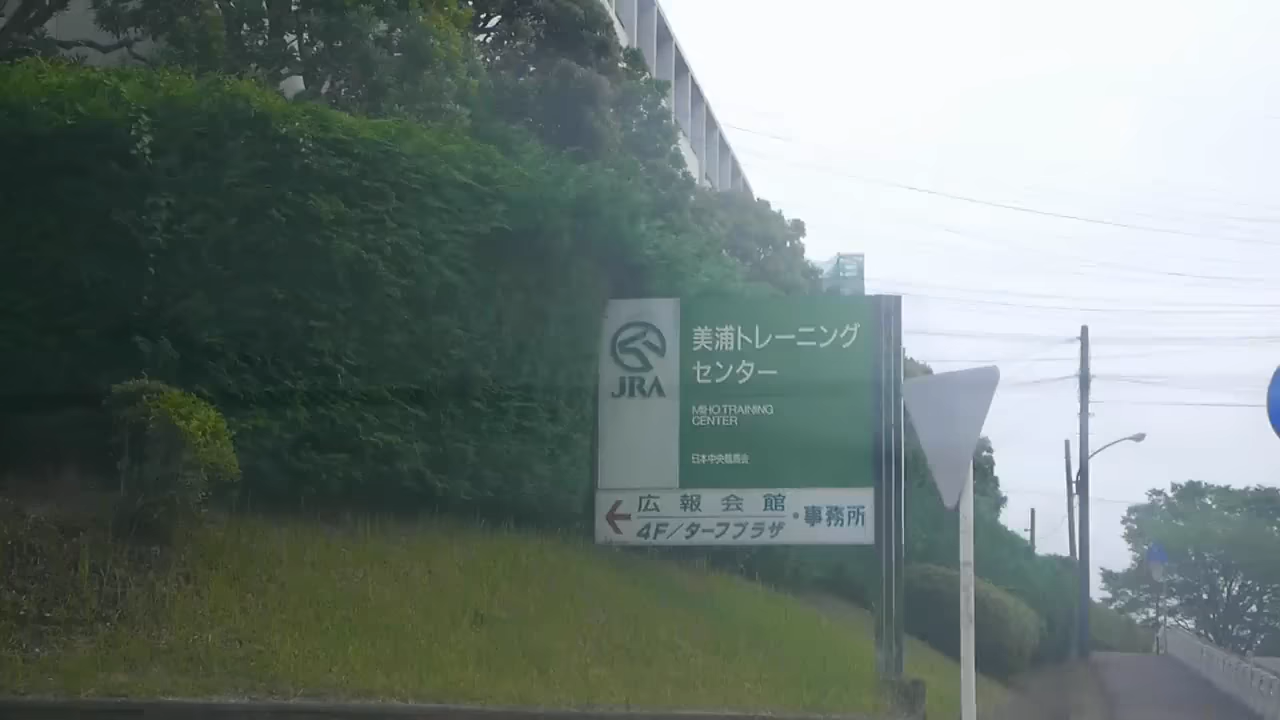 JRA
美浦トレーニング
センター
MIHO TRAINING
CENTER
日本中央競馬会
広報会館
4F/ターフプラザ
・事務所